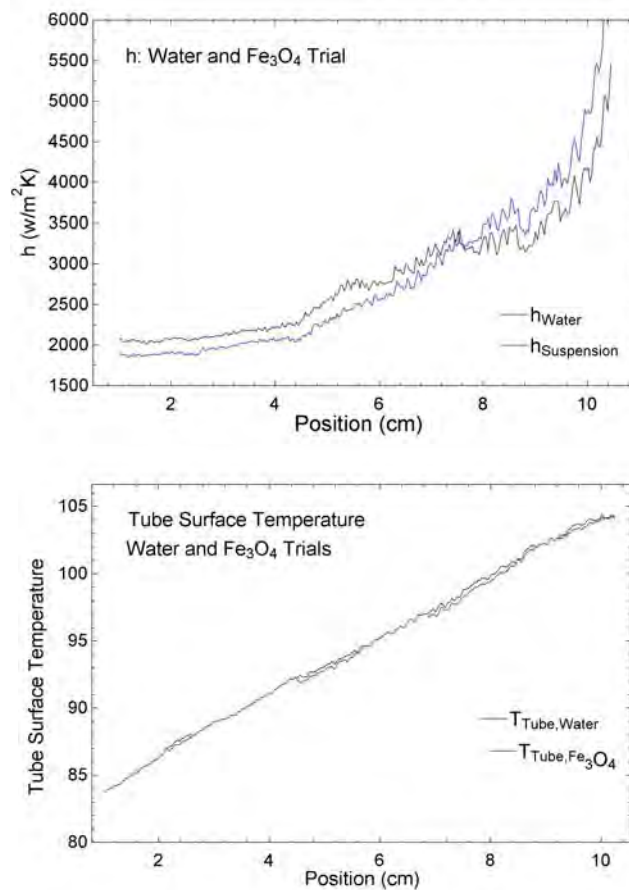 6000
h: Water and Fe₃O₄ Trial
5500
5000
4500
4000
h (w/m²K)
3500
3000
2500
h_Water
2000
h_Suspension
1500
2 4 6 8 10
Position (cm)
105
Tube Surface Temperature
Water and Fe₃O₄ Trials
100
95
Tube Surface Temperature
90
T_Tube,Water
85
T_Tube,Fe₃O₄
80
2 4 6 8 10
Position (cm)